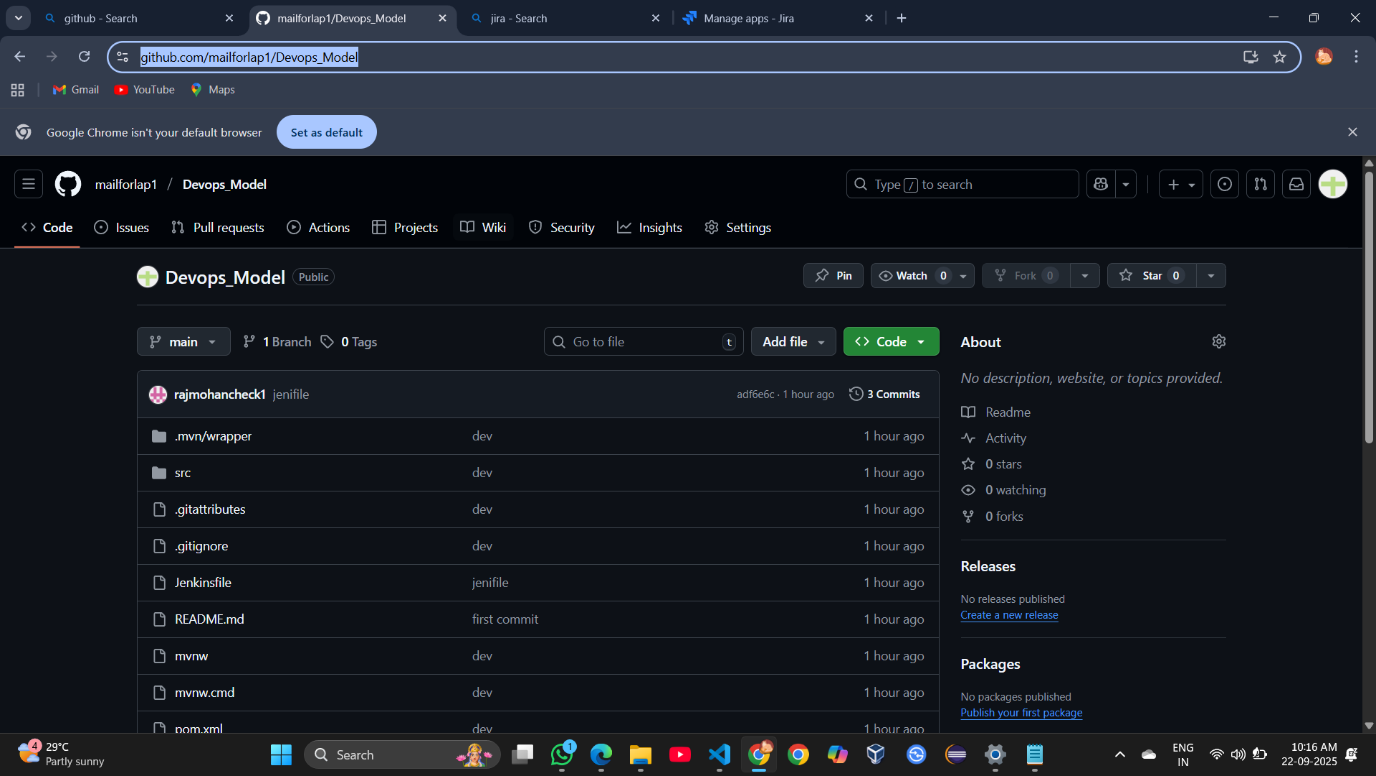 github - Search
mailforlap1/Devops_Model
jira - Search
Manage apps - Jira
github.com/mailforlap1/Devops_Model
Gmail
YouTube
Maps
Google Chrome isn't your default browser
Set as default
mailforlap1 / Devops_Model
Type / to search
Code
Issues
Pull requests
Actions
Projects
Wiki
Security
Insights
Settings
Devops_Model
Public
Pin
Watch 0
Fork 0
Star 0
main
1 Branch
0 Tags
Go to file
t
Add file
Code
About
No description, website, or topics provided.
rajmohancheck1 jenifile
adf6e6c · 1 hour ago
3 Commits
.mvn/wrapper dev 1 hour ago
src dev 1 hour ago
.gitattributes dev 1 hour ago
.gitignore dev 1 hour ago
Jenkinsfile jenifile 1 hour ago
README.md first commit 1 hour ago
mvnw dev 1 hour ago
mvnw.cmd dev 1 hour ago
pom.xml dev 1 hour ago
Readme
Activity
0 stars
0 watching
0 forks
Releases
No releases published
Create a new release
Packages
No packages published
Publish your first package
4
29°C
Partly sunny
Search
1
ENG
IN
10:16 AM
22-09-2025